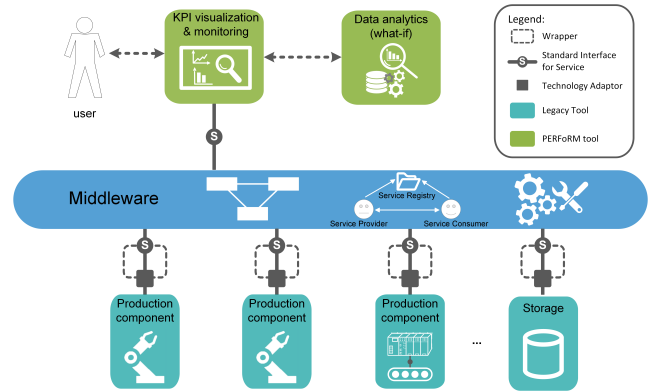 KPI visualization
& monitoring
Data analytics
(what-if)
user
Legend:
Wrapper
S
Standard Interface
for Service
Technology Adaptor
Legacy Tool
PERFoRM tool
S
Middleware
Service Registry
Service Provider
Service Consumer
S
S
S
S
Production
component
Production
component
Production
component
...
Storage